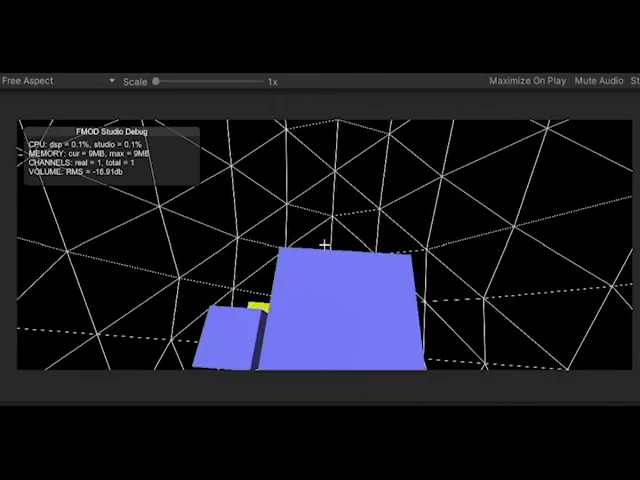 Free Aspect Scale 1x Maximize On Play Mute Audio St
FMOD Studio Debug
CPU: dsp = 0.1%, studio = 0.1%
MEMORY: cur = 9MB, max = 9MB
CHANNELS: real = 1, total = 1
VOLUME: RMS = -16.91db